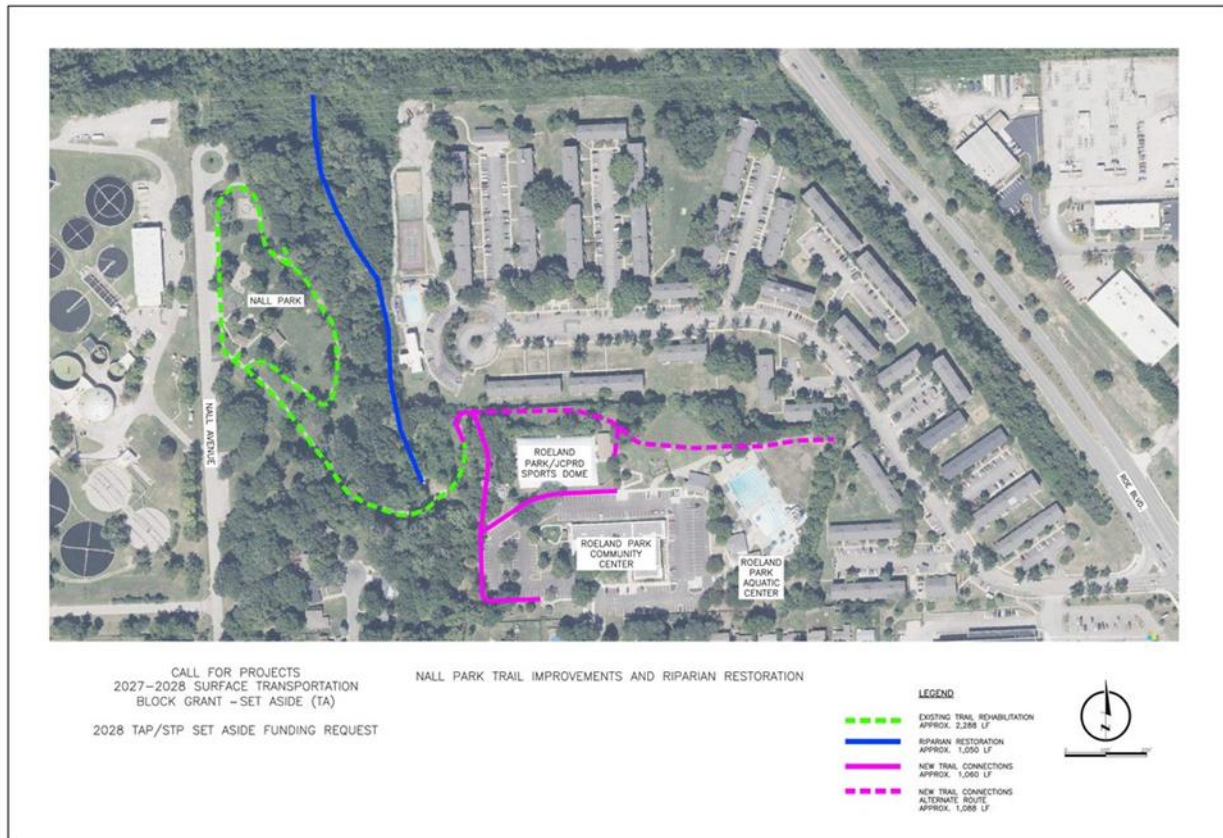 NALL PARK
NALL AVENUE
ROELAND
PARK/JCPRD
SPORTS DOME
ROELAND PARK
COMMUNITY
CENTER
ROELAND
PARK
AQUATIC
CENTER
ROE BLVD.
CALL FOR PROJECTS
2027-2028 SURFACE TRANSPORTATION
BLOCK GRANT - SET ASIDE (TA)
2028 TAP/STP SET ASIDE FUNDING REQUEST
NALL PARK TRAIL IMPROVEMENTS AND RIPARIAN RESTORATION
LEGEND
EXISTING TRAIL REHABILITATION
APPROX. 2,288 LF
RIPARIAN RESTORATION
APPROX. 1,050 LF
NEW TRAIL CONNECTIONS
APPROX. 1,060 LF
NEW TRAIL CONNECTIONS
ALTERNATE ROUTE
APPROX. 1,088 LF
N